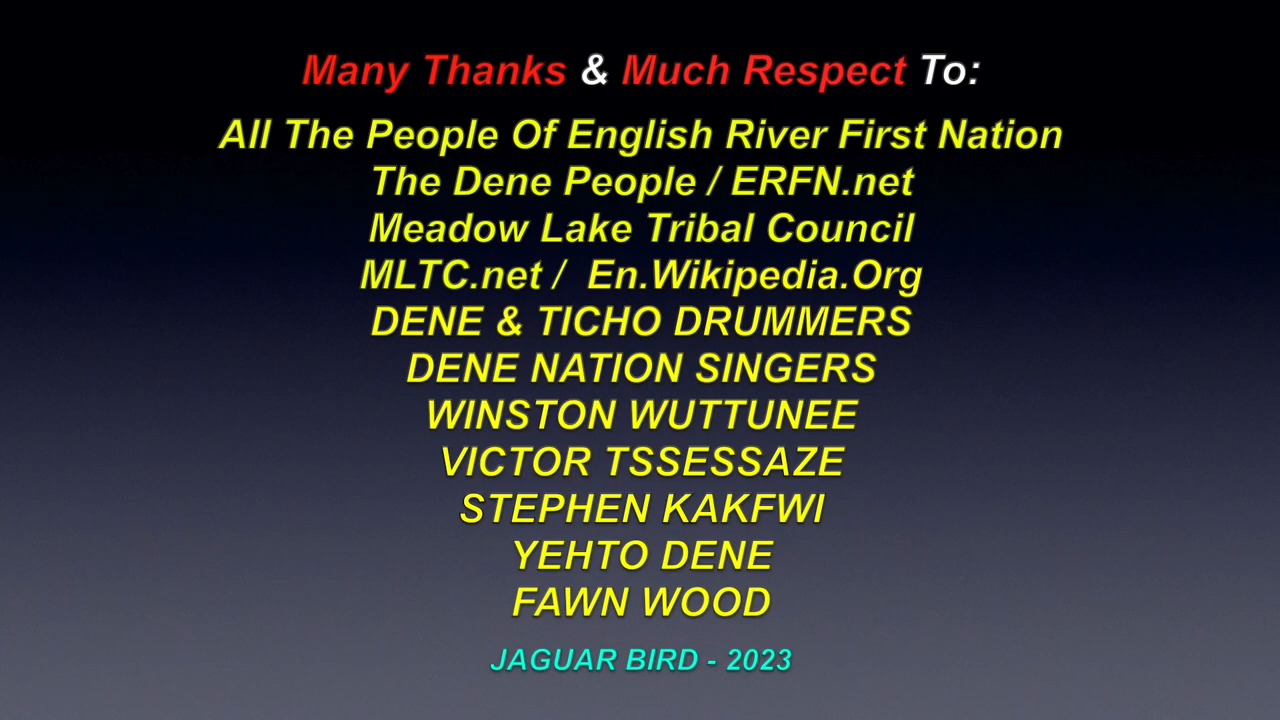 Many Thanks & Much Respect To:
All The People Of English River First Nation
The Dene People / ERFN.net
Meadow Lake Tribal Council
MLTC.net /  En.Wikipedia.Org
DENE & TICHO DRUMMERS
DENE NATION SINGERS
WINSTON WUTTUNEE
VICTOR TSSESSAZE
STEPHEN KAKFWI
YEHTO DENE
FAWN WOOD
JAGUAR BIRD - 2023